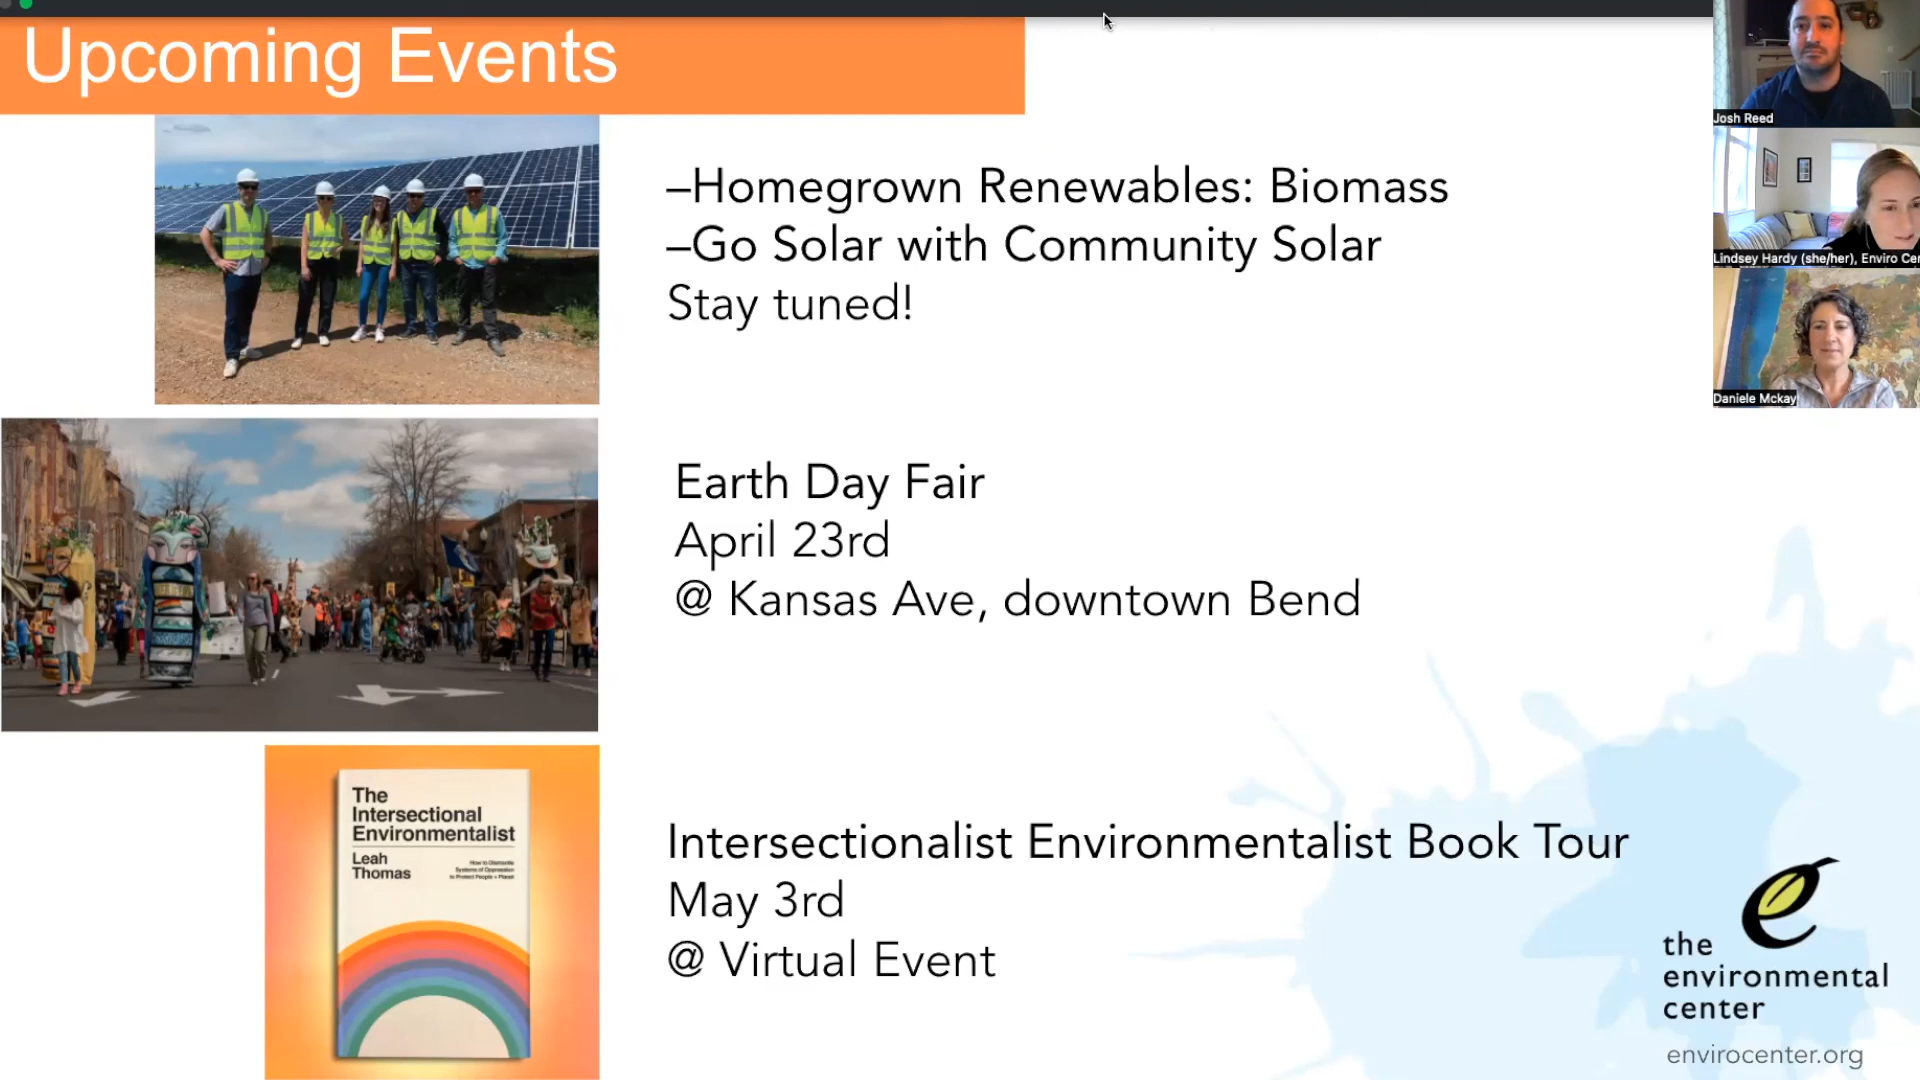 Upcoming Events
–Homegrown Renewables: Biomass
–Go Solar with Community Solar
Stay tuned!
Earth Day Fair
April 23rd
@ Kansas Ave, downtown Bend
The
Intersectional
Environmentalist
Leah
Thomas
How to Dismantle
Systems of Oppression
to Protect People + Planet
Intersectionalist Environmentalist Book Tour
May 3rd
@ Virtual Event
the
environmental
center
envirocenter.org
Josh Reed
Lindsey Hardy (she/her), Enviro Cer
Daniele Mckay